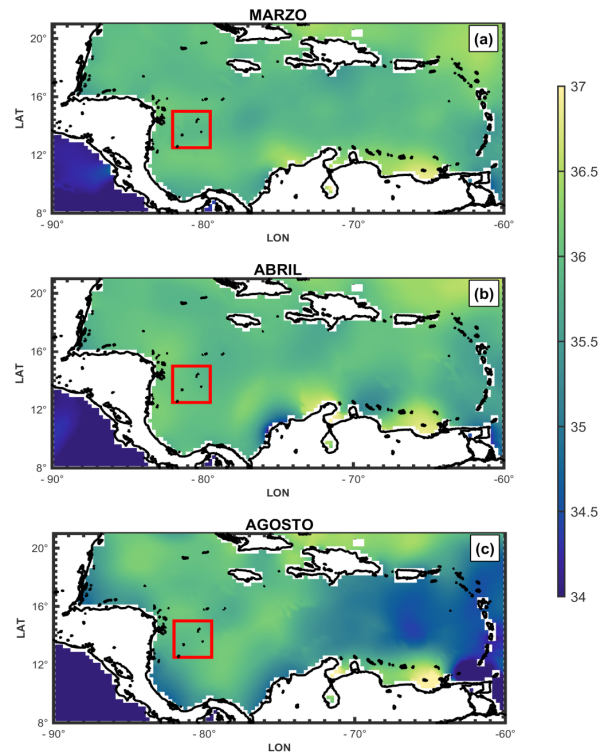 MARZO
(a)
20°
16°
12°
8°
LAT
- 90°
- 80°
- 70°
- 60°
LON
ABRIL
(b)
20°
16°
12°
8°
LAT
- 90°
- 80°
- 70°
- 60°
LON
AGOSTO
(c)
20°
16°
12°
8°
LAT
- 90°
- 80°
- 70°
- 60°
LON
37
36.5
36
35.5
35
34.5
34